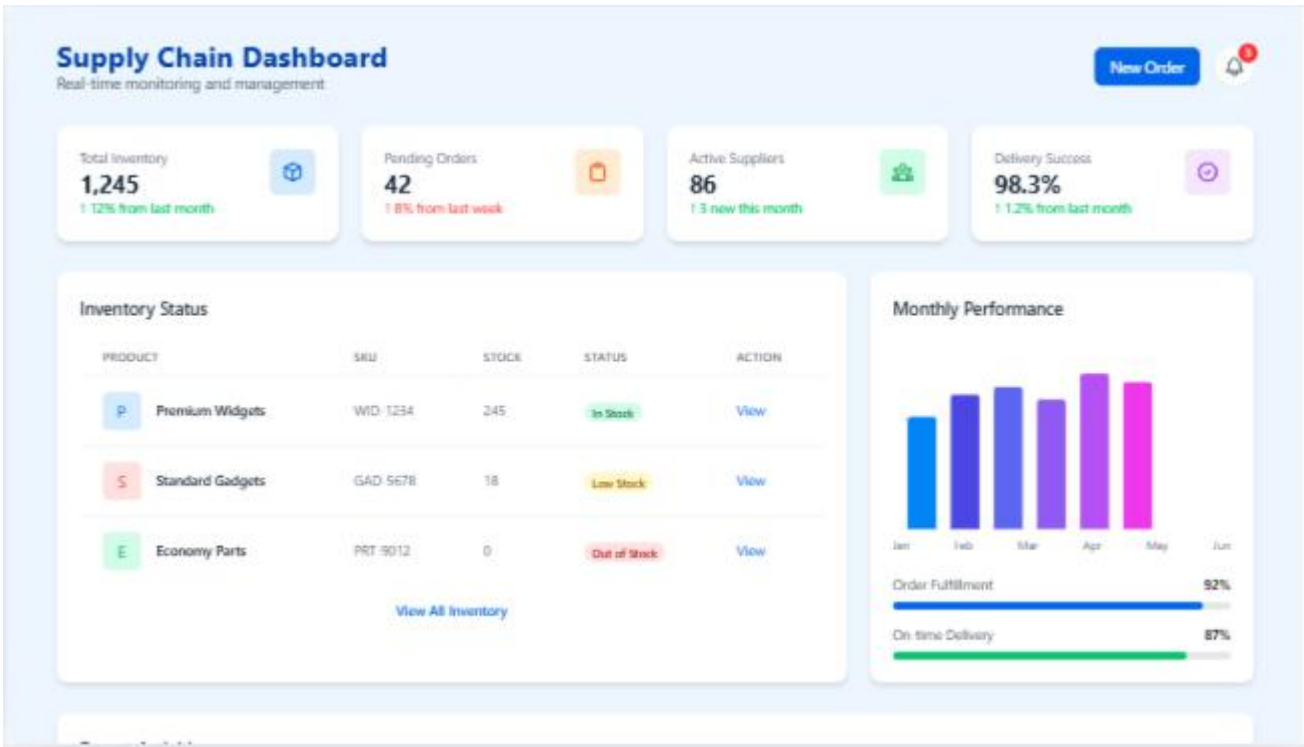 Supply Chain Dashboard
Real-time monitoring and management
New Order
3
Total Inventory
1,245
↑ 12% from last month
Pending Orders
42
↑ 8% from last week
Active Suppliers
86
↑ 3 new this month
Delivery Success
98.3%
↑ 1.2% from last month
Inventory Status
PRODUCT SKU STOCK STATUS ACTION
P Premium Widgets WID-1234 245 In Stock View
S Standard Gadgets GAD-5678 18 Low Stock View
E Economy Parts PRT-9012 0 Out of Stock View
View All Inventory
Monthly Performance
Jan Feb Mar Apr May Jun
Order Fulfillment 92%
On-time Delivery 87%